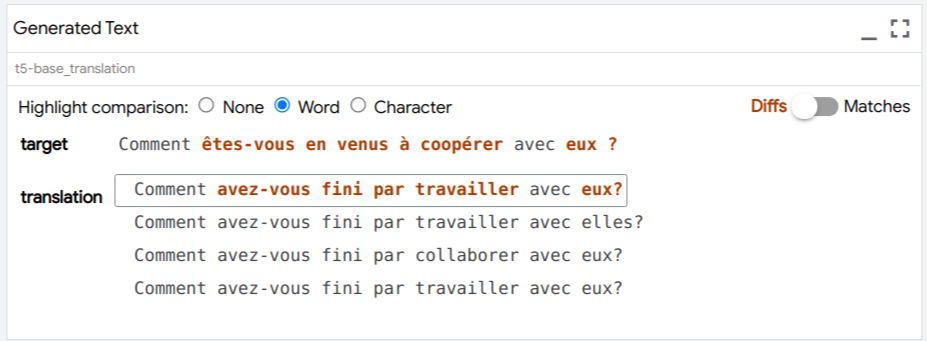 Generated Text
t5-base_translation
Highlight comparison: None Word Character Diffs Matches
target Comment êtes-vous en venus à coopérer avec eux ?
translation Comment avez-vous fini par travailler avec eux?
Comment avez-vous fini par travailler avec elles?
Comment avez-vous fini par collaborer avec eux?
Comment avez-vous fini par travailler avec eux?